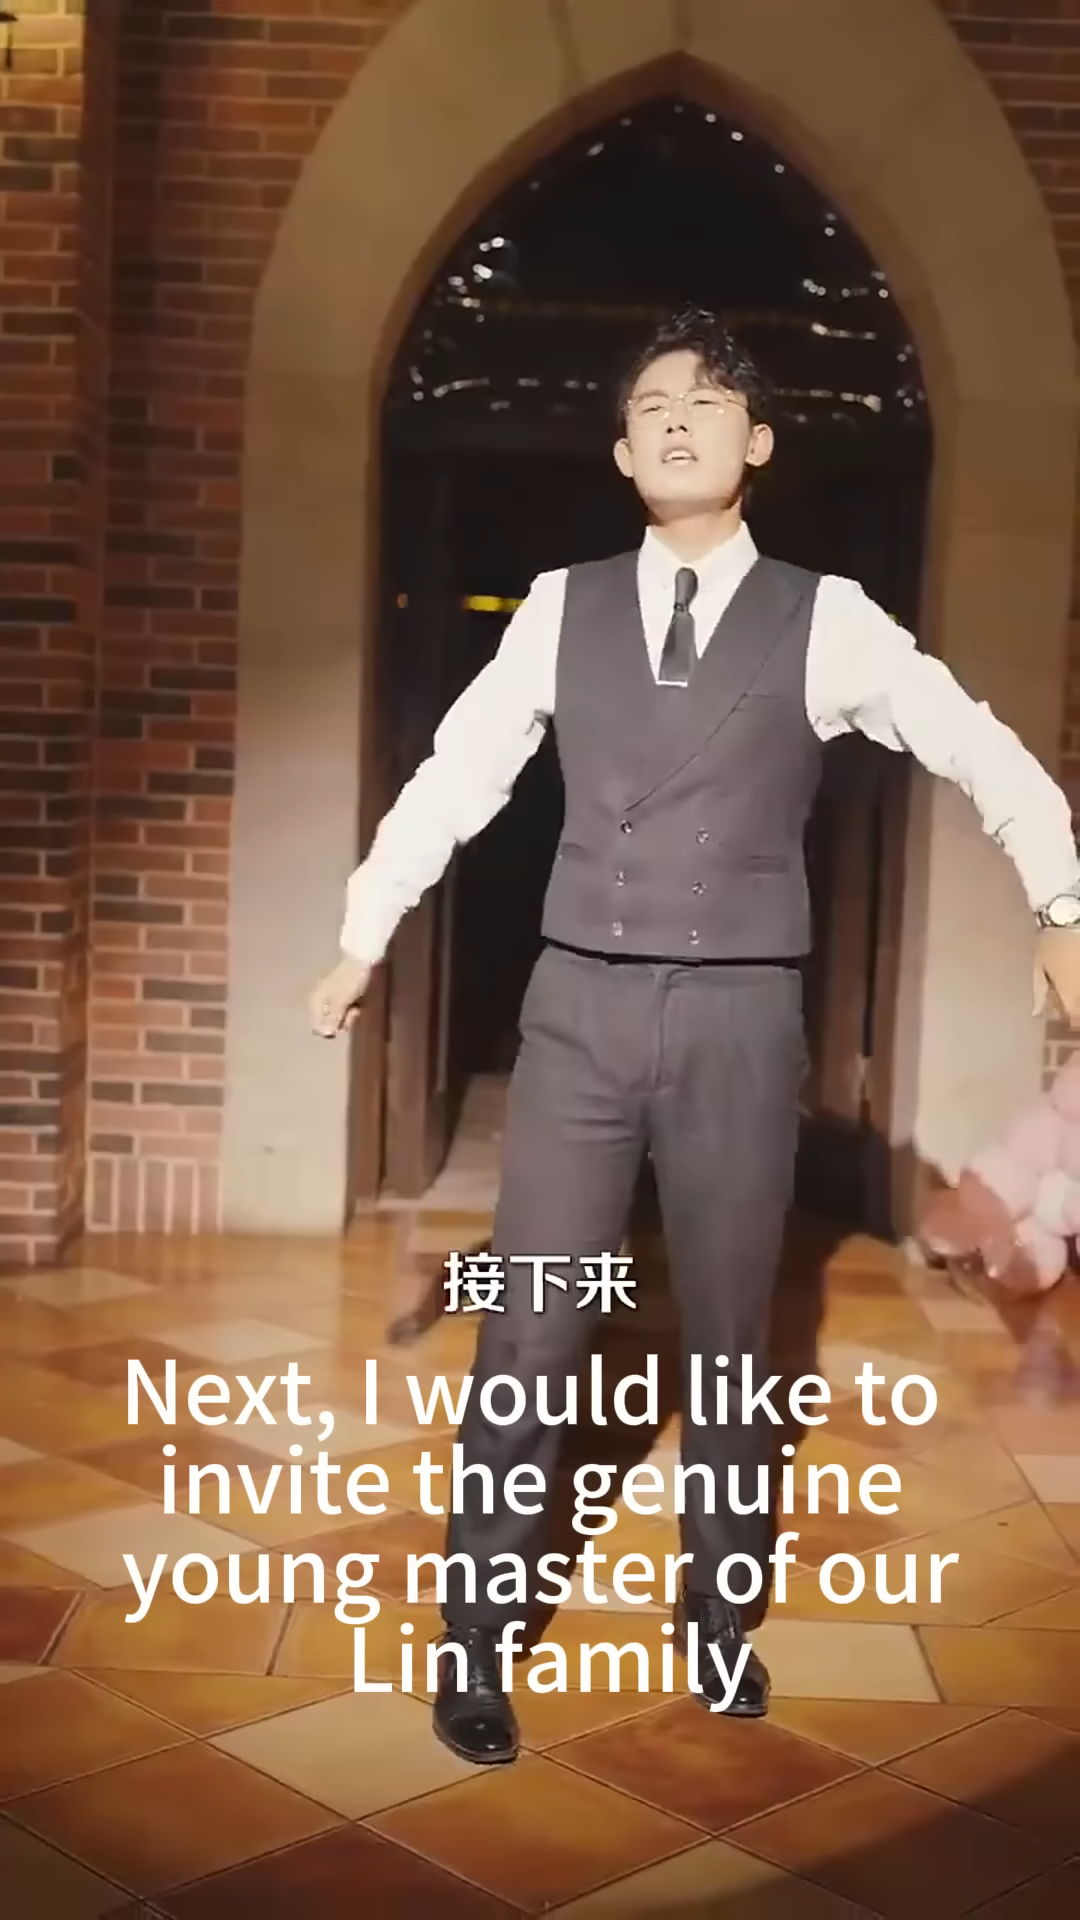 接下来
Next, I would like to
invite the genuine
young master of our
Lin family